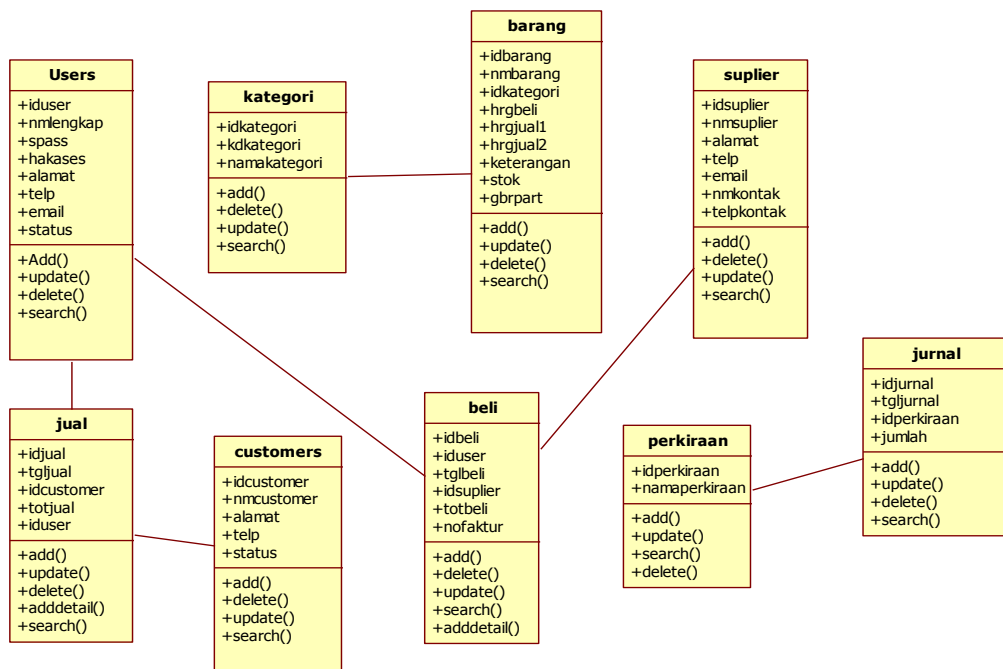 Users
+iduser
+nmlengkap
+spass
+hakases
+alamat
+telp
+email
+status
+Add()
+update()
+delete()
+search()
kategori
+idkategori
+kdkategori
+namakategori
+add()
+delete()
+update()
+search()
barang
+idbarang
+nmbarang
+idkategori
+hrgbeli
+hrgjual1
+hrgjual2
+keterangan
+stok
+gbrpart
+add()
+update()
+delete()
+search()
suplier
+idsuplier
+nmsuplier
+alamat
+telp
+email
+nmkontak
+telpkontak
+add()
+delete()
+update()
+search()
jual
+idjual
+tgljual
+idcustomer
+totjual
+iduser
+add()
+update()
+delete()
+adddetail()
+search()
customers
+idcustomer
+nmcustomer
+alamat
+telp
+status
+add()
+delete()
+update()
+search()
beli
+idbeli
+iduser
+tglbeli
+idsuplier
+totbeli
+nofaktur
+add()
+delete()
+update()
+search()
+adddetail()
perkiraan
+idperkiraan
+namaperkiraan
+add()
+update()
+search()
+delete()
jurnal
+idjurnal
+tgljurnal
+idperkiraan
+jumlah
+add()
+update()
+delete()
+search()